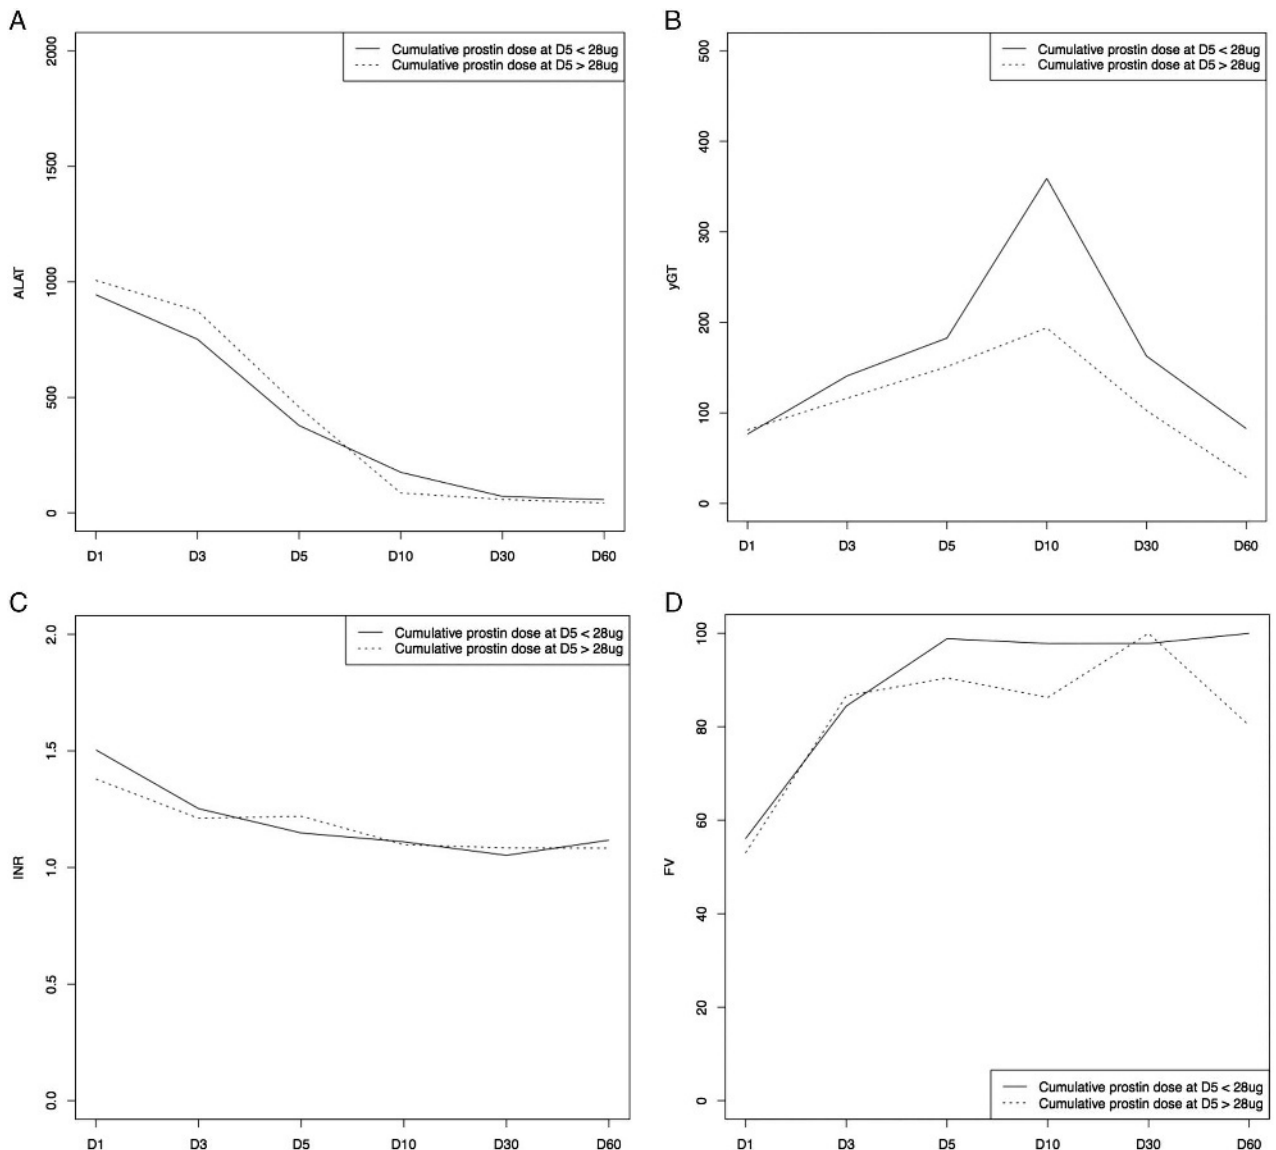 A
Cumulative prostin dose at D5 < 28ug
Cumulative prostin dose at D5 > 28ug
2000
1500
1000
500
0
ALAT
D1 D3 D5 D10 D30 D60
B
Cumulative prostin dose at D5 < 28ug
Cumulative prostin dose at D5 > 28ug
500
400
300
200
100
0
yGT
D1 D3 D5 D10 D30 D60
C
Cumulative prostin dose at D5 < 28ug
Cumulative prostin dose at D5 > 28ug
2.0
1.5
1.0
0.5
0.0
INR
D1 D3 D5 D10 D30 D60
D
100
80
60
40
20
0
FV
Cumulative prostin dose at D5 < 28ug
Cumulative prostin dose at D5 > 28ug
D1 D3 D5 D10 D30 D60